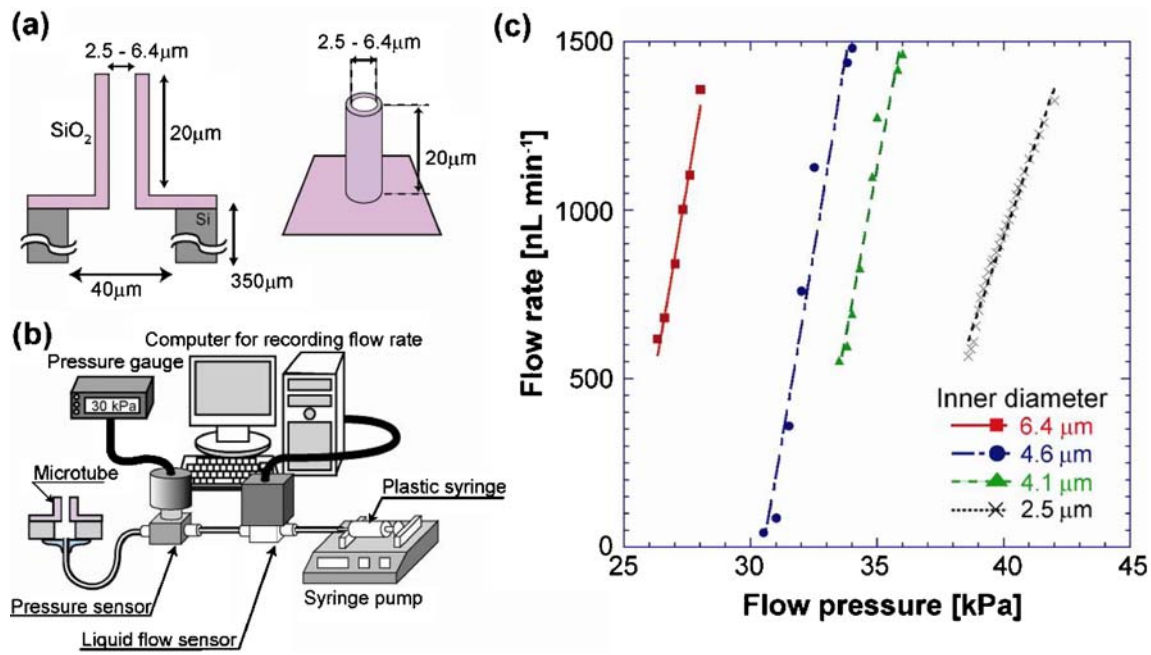 (a)
2.5 - 6.4μm
SiO2
20μm
Si
350μm
40μm
2.5 - 6.4μm
20μm
(b)
Computer for recording flow rate
Pressure gauge
30 kPa
Microtube
Plastic syringe
Pressure sensor
Syringe pump
Liquid flow sensor
(c)
1500
1000
500
0
Flow rate [nL min-1]
25
30
35
40
45
Flow pressure [kPa]
Inner diameter
6.4 μm
4.6 μm
4.1 μm
2.5 μm